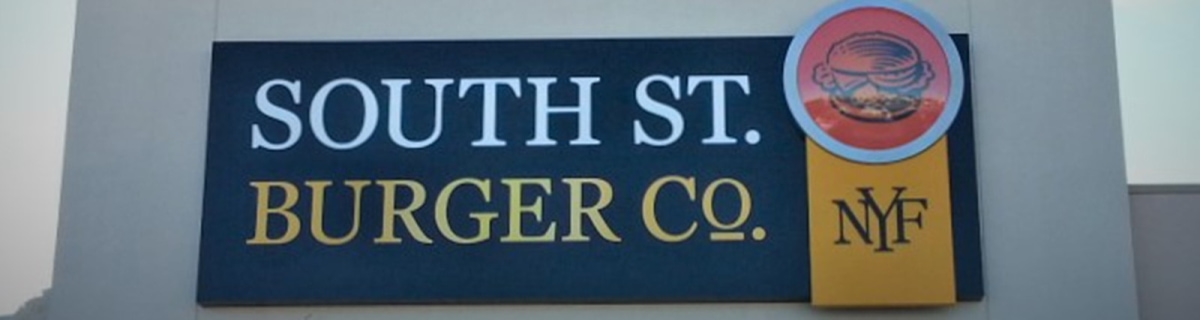 SOUTH ST.
BURGER CO.
NYF